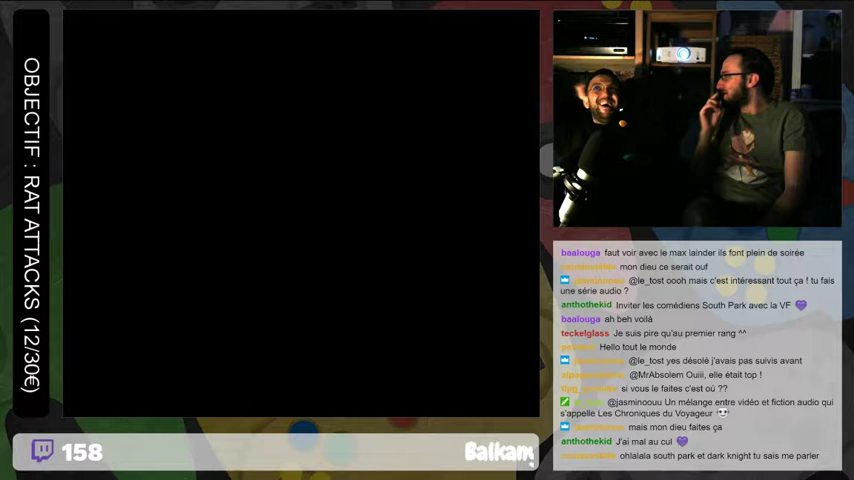 OBJECTIF : RAT ATTACKS (12/30€)
baalouga faut voir avec le max lainder ils font plein de soirée
mon dieu ce serait ouf
@le_tost oooh mais c'est intéressant tout ça ! tu fais
une série audio ?
anthothekid Inviter les comédiens South Park avec la VF
baalouga ah beh voilà
teckelglass Je suis pire qu'au premier rang ^^
Hello tout le monde
@le_tost yes désolé j'avais pas suivis avant
@MrAbsolem Ouiii, elle était top !
si vous le faites c'est où ??
@jasminoouu Un mélange entre vidéo et fiction audio qui
s'appelle Les Chroniques du Voyageur
mais mon dieu faites ça
anthothekid J'ai mal au cul
ohlalala south park et dark knight tu sais me parler
158
Balkany